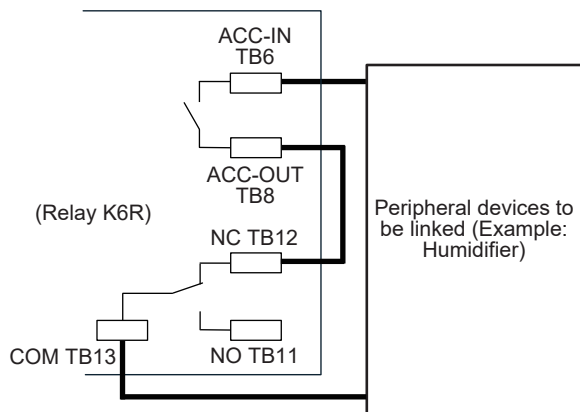 ACC-IN
TB6
ACC-OUT
TB8
(Relay K6R)
NC TB12
COM TB13
NO TB11
Peripheral devices to
be linked (Example:
Humidifier)